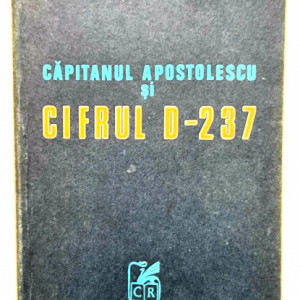 CĂPITANUL APOSTOLESCU
și
CIFRUL D-237
CR